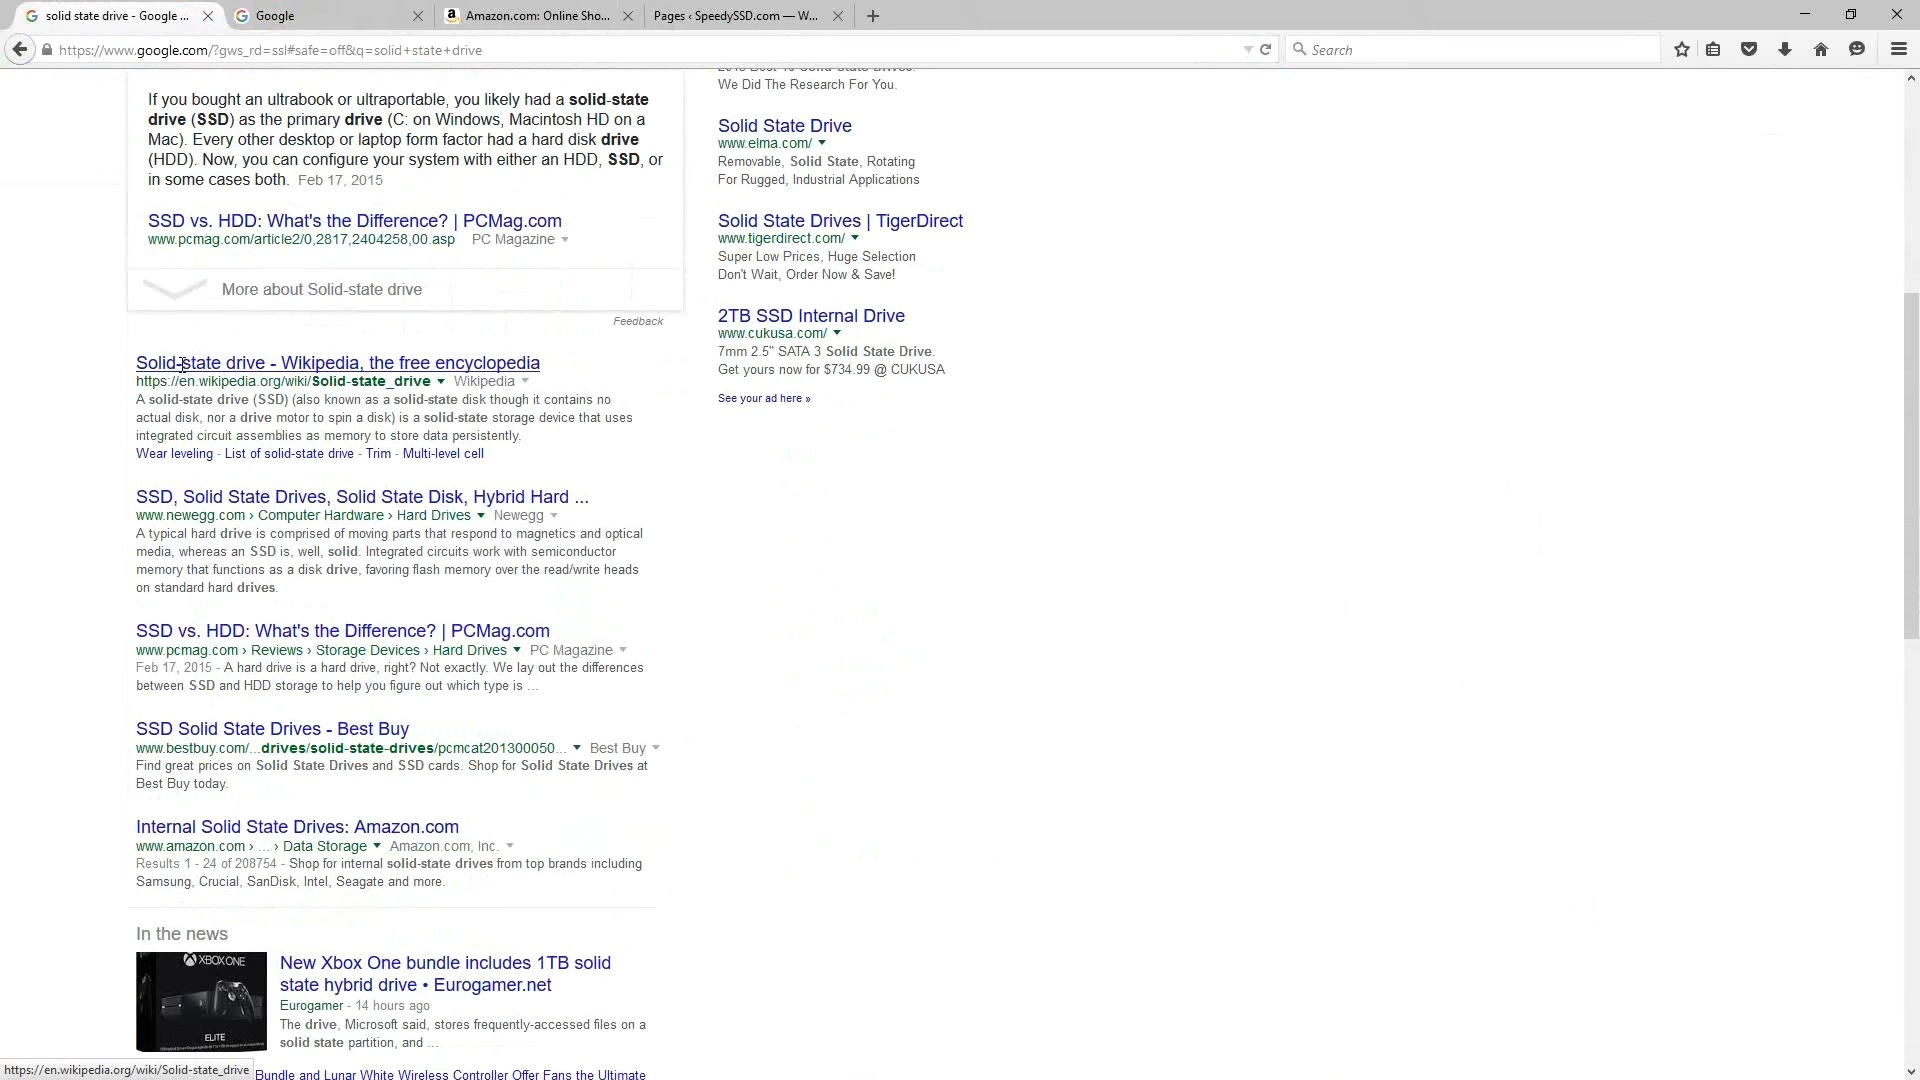 solid state drive - Google ...
Google
Amazon.com: Online Sho...
Pages ‹ SpeedySSD.com — W...
https://www.google.com/?gws_rd=ssl#safe=off&q=solid+state+drive
Search
If you bought an ultrabook or ultraportable, you likely had a solid-state
drive (SSD) as the primary drive (C: on Windows, Macintosh HD on a
Mac). Every other desktop or laptop form factor had a hard disk drive
(HDD). Now, you can configure your system with either an HDD, SSD, or
in some cases both. Feb 17, 2015
SSD vs. HDD: What's the Difference? | PCMag.com
www.pcmag.com/article2/0,2817,2404258,00.asp PC Magazine
More about Solid-state drive
Feedback
Solid-state drive - Wikipedia, the free encyclopedia
https://en.wikipedia.org/wiki/Solid-state_drive Wikipedia
A solid-state drive (SSD) (also known as a solid-state disk though it contains no
actual disk, nor a drive motor to spin a disk) is a solid-state storage device that uses
integrated circuit assemblies as memory to store data persistently.
Wear leveling - List of solid-state drive - Trim - Multi-level cell
SSD, Solid State Drives, Solid State Disk, Hybrid Hard ...
www.newegg.com › Computer Hardware › Hard Drives Newegg
A typical hard drive is comprised of moving parts that respond to magnetics and optical
media, whereas an SSD is, well, solid. Integrated circuits work with semiconductor
memory that functions as a disk drive, favoring flash memory over the read/write heads
on standard hard drives.
SSD vs. HDD: What's the Difference? | PCMag.com
www.pcmag.com › Reviews › Storage Devices › Hard Drives PC Magazine
Feb 17, 2015 - A hard drive is a hard drive, right? Not exactly. We lay out the differences
between SSD and HDD storage to help you figure out which type is ...
SSD Solid State Drives - Best Buy
www.bestbuy.com/...drives/solid-state-drives/pcmcat201300050... Best Buy
Find great prices on Solid State Drives and SSD cards. Shop for Solid State Drives at
Best Buy today.
Internal Solid State Drives: Amazon.com
www.amazon.com › ... › Data Storage Amazon.com, Inc.
Results 1 - 24 of 208754 - Shop for internal solid-state drives from top brands including
Samsung, Crucial, SanDisk, Intel, Seagate and more.
In the news
XBOX ONE
ELITE
New Xbox One bundle includes 1TB solid
state hybrid drive • Eurogamer.net
Eurogamer - 14 hours ago
The drive, Microsoft said, stores frequently-accessed files on a
solid state partition, and ...
Bundle and Lunar White Wireless Controller Offer Fans the Ultimate
https://en.wikipedia.org/wiki/Solid-state_drive
2015 Best 10 Solid State Drives.
We Did The Research For You.
Solid State Drive
www.elma.com/
Removable, Solid State, Rotating
For Rugged, Industrial Applications
Solid State Drives | TigerDirect
www.tigerdirect.com/
Super Low Prices, Huge Selection
Don't Wait, Order Now & Save!
2TB SSD Internal Drive
www.cukusa.com/
7mm 2.5" SATA 3 Solid State Drive.
Get yours now for $734.99 @ CUKUSA
See your ad here »